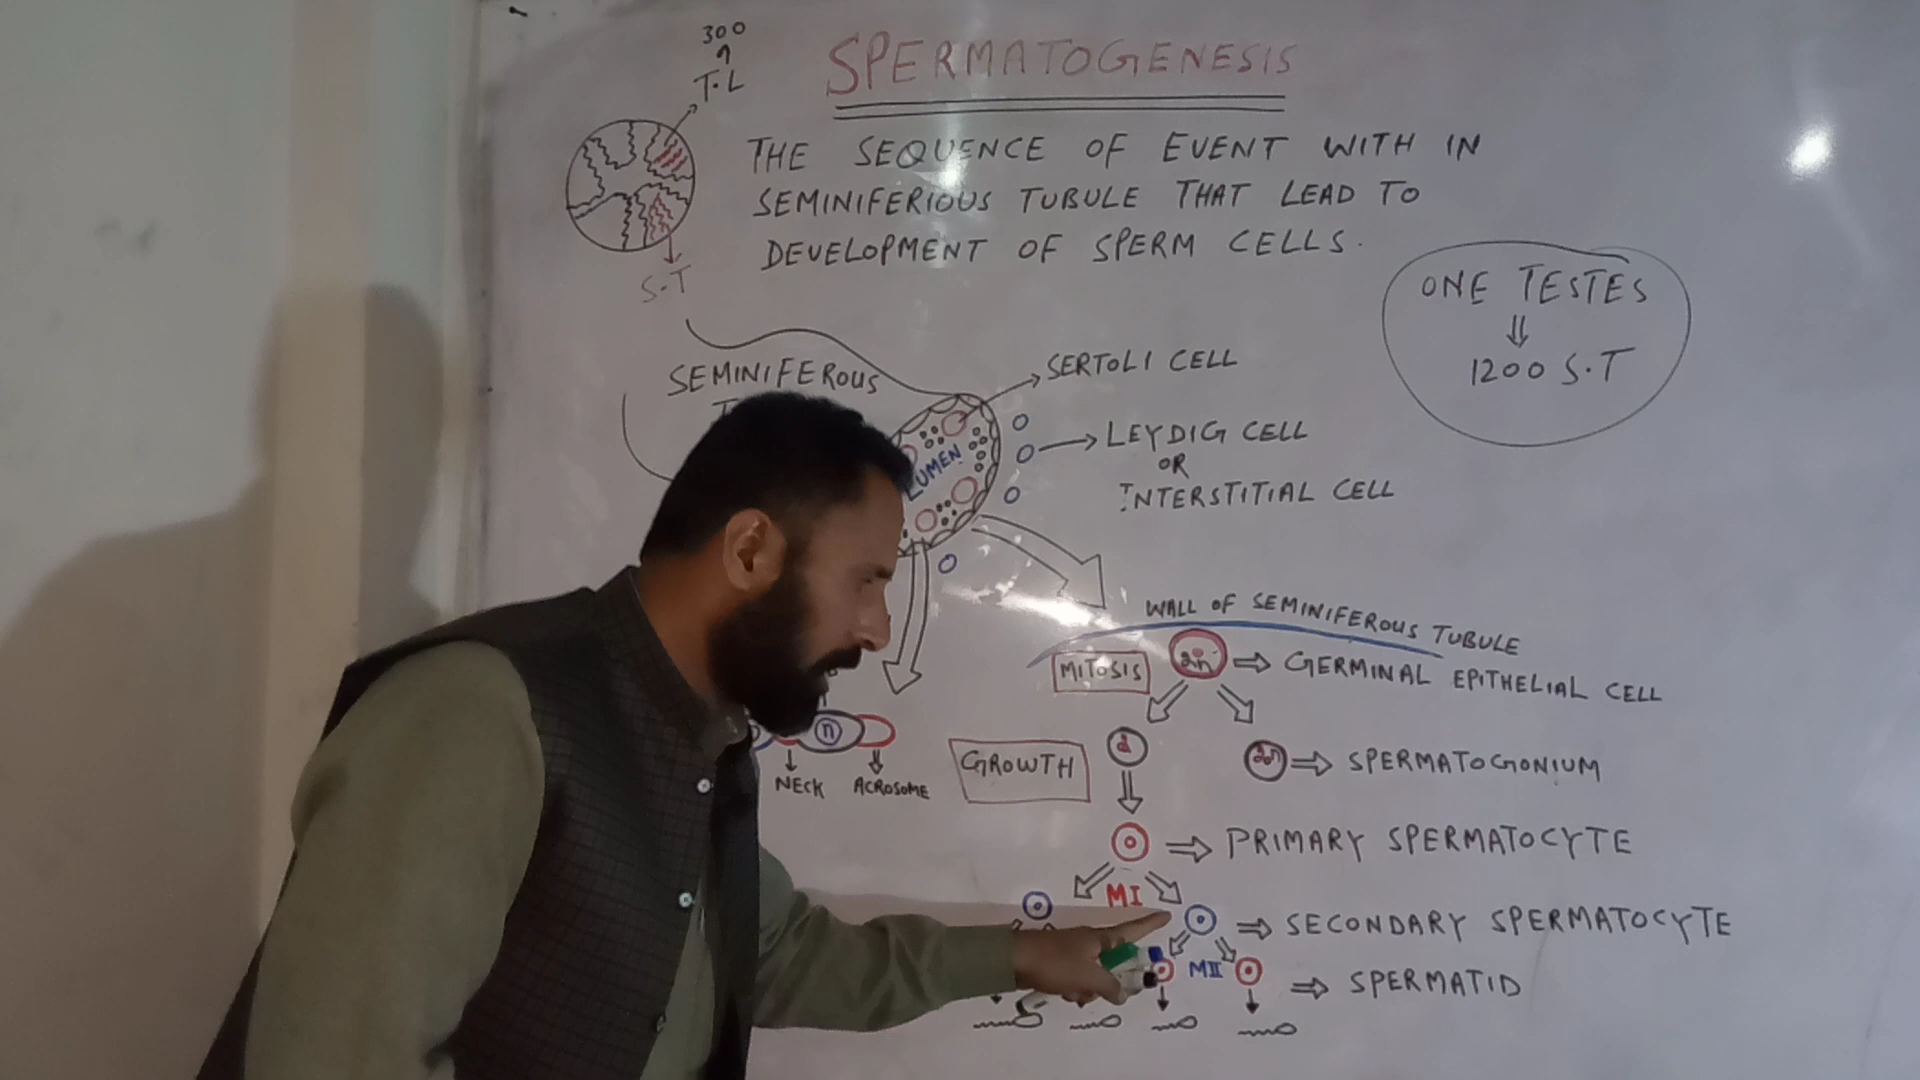 300
T.L
SPERMATOGENESIS
THE SEQUENCE OF EVENT WITH IN
SEMINIFERIOUS TUBULE THAT LEAD TO
DEVELOPMENT OF SPERM CELLS.
S.T
ONE TESTES
1200 S.T
SEMINIFEROUS
SERTOLI CELL
LUMEN
LEYDIG CELL
OR
INTERSTITIAL CELL
WALL OF SEMINIFEROUS TUBULE
MITOSIS
2n
GERMINAL EPITHELIAL CELL
n
NECK
ACROSOME
GROWTH
2n
SPERMATOGONIUM
PRIMARY SPERMATOCYTE
MI
SECONDARY SPERMATOCYTE
MII
SPERMATID